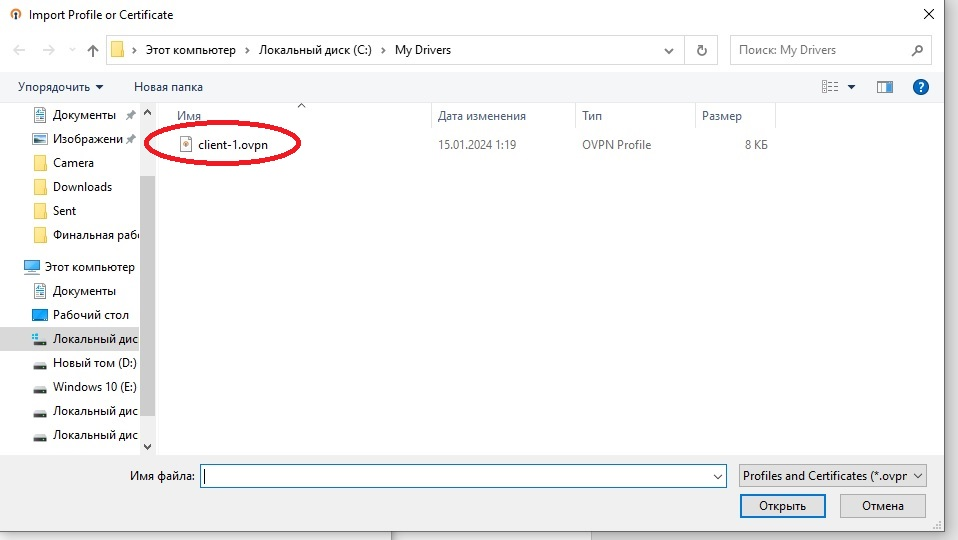 Import Profile or Certificate
Этот компьютер
Локальный диск (C:)
My Drivers
Поиск: My Drivers
Упорядочить
Новая папка
Документы
Изображени
Camera
Downloads
Sent
Финальная раб
Этот компьютер
Документы
Рабочий стол
Локальный дис
Новый том (D:)
Windows 10 (E:)
Локальный дис
Локальный дис
Имя
Дата изменения
Тип
Размер
client-1.ovpn
15.01.2024 1:19
OVPN Profile
8 КБ
Имя файла:
Profiles and Certificates (*.ovpn
Открыть
Отмена